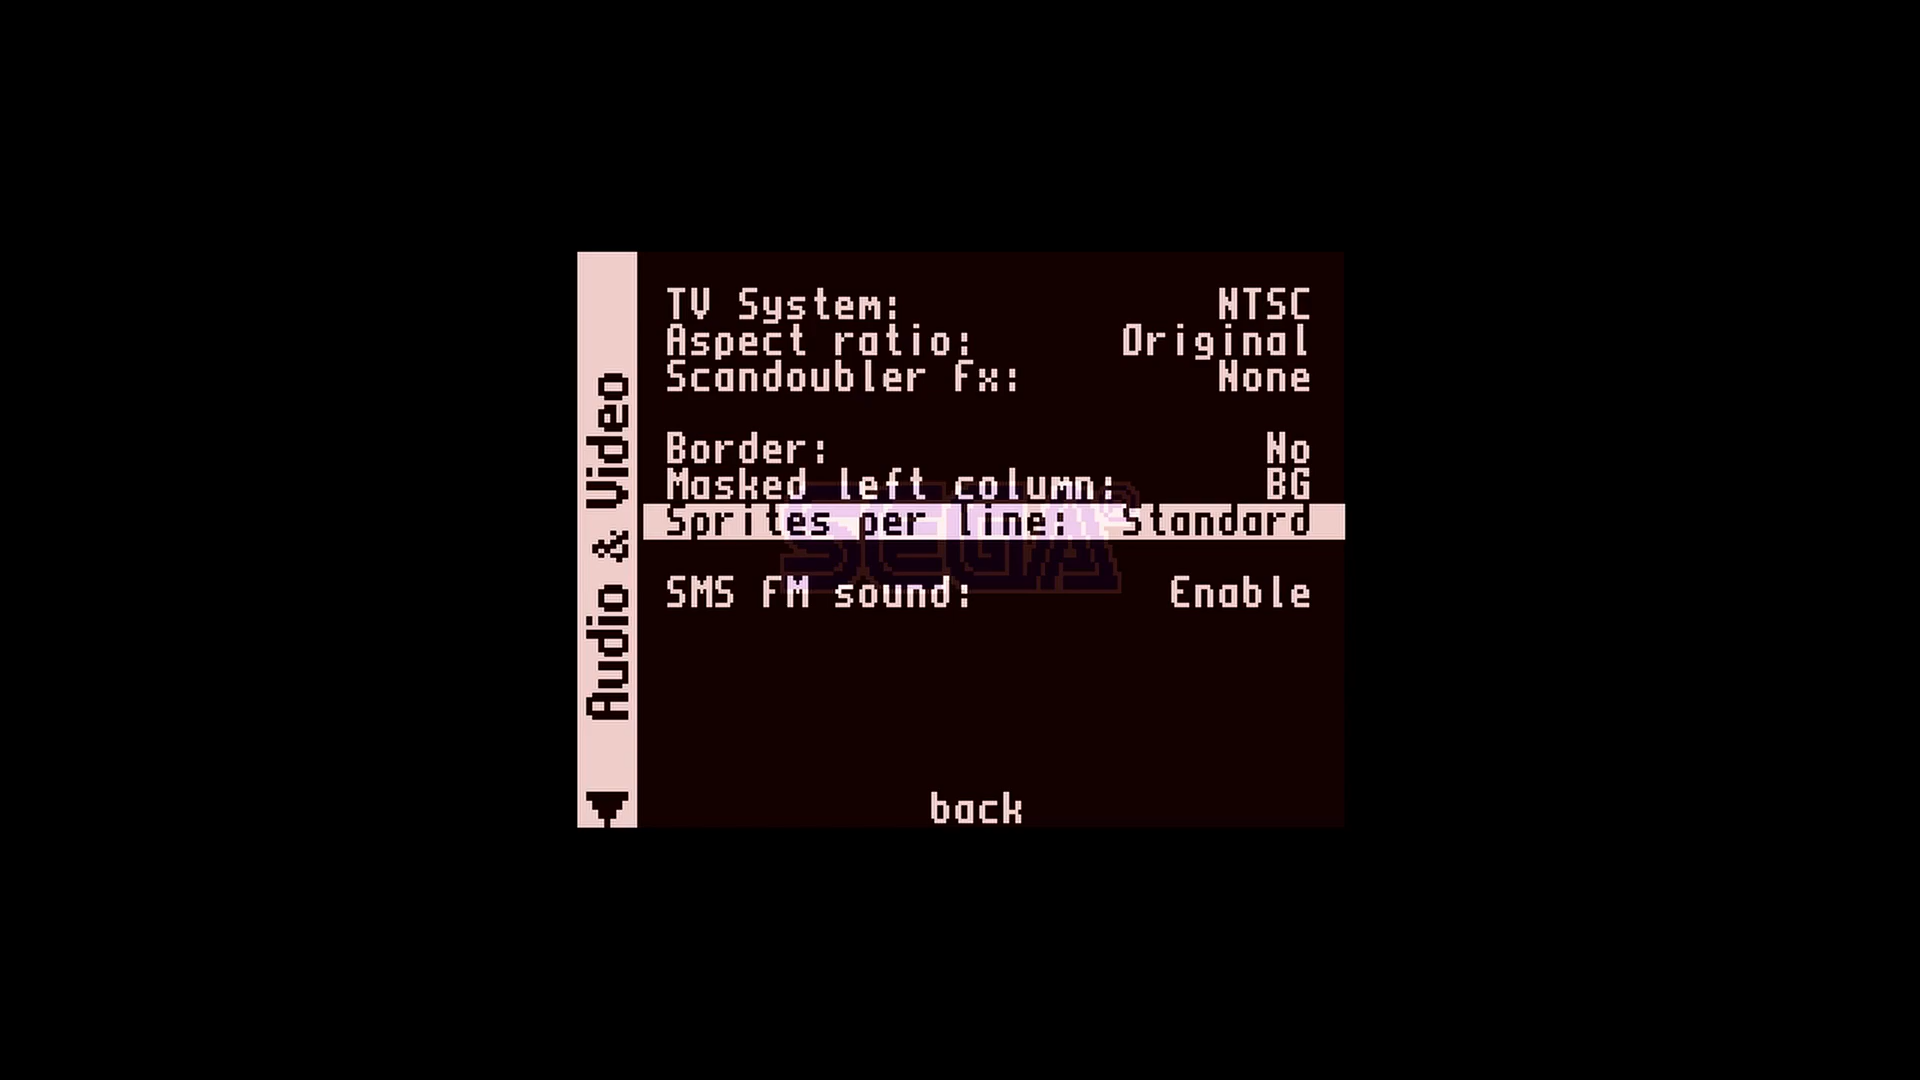 Audio & Video
TV System: NTSC
Aspect ratio: Original
Scandoubler Fx: None
Border: No
Masked left column: BG
Sprites per line: Standard
SEGA®
SMS FM sound: Enable
back